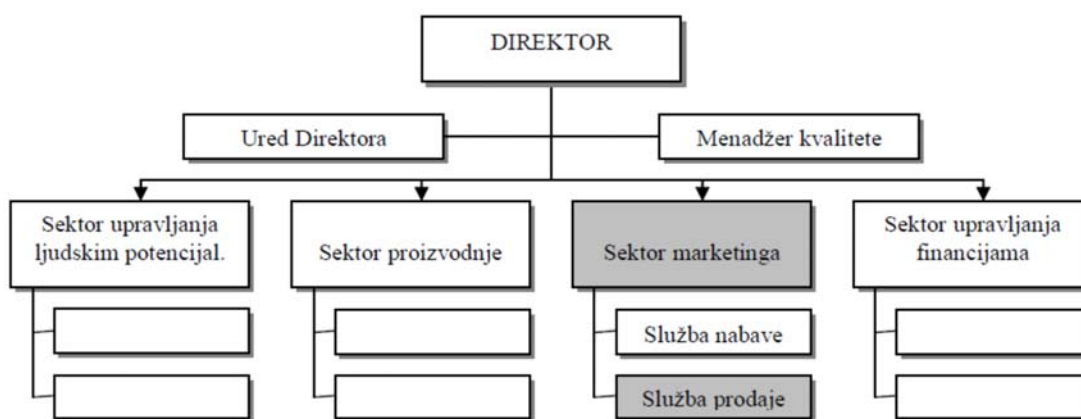 DIREKTOR
Ured Direktora
Menadžer kvalitete
Sektor upravljanja
ljudskim potencijal.
Sektor proizvodnje
Sektor marketinga
Sektor upravljanja
financijama
Služba nabave
Služba prodaje